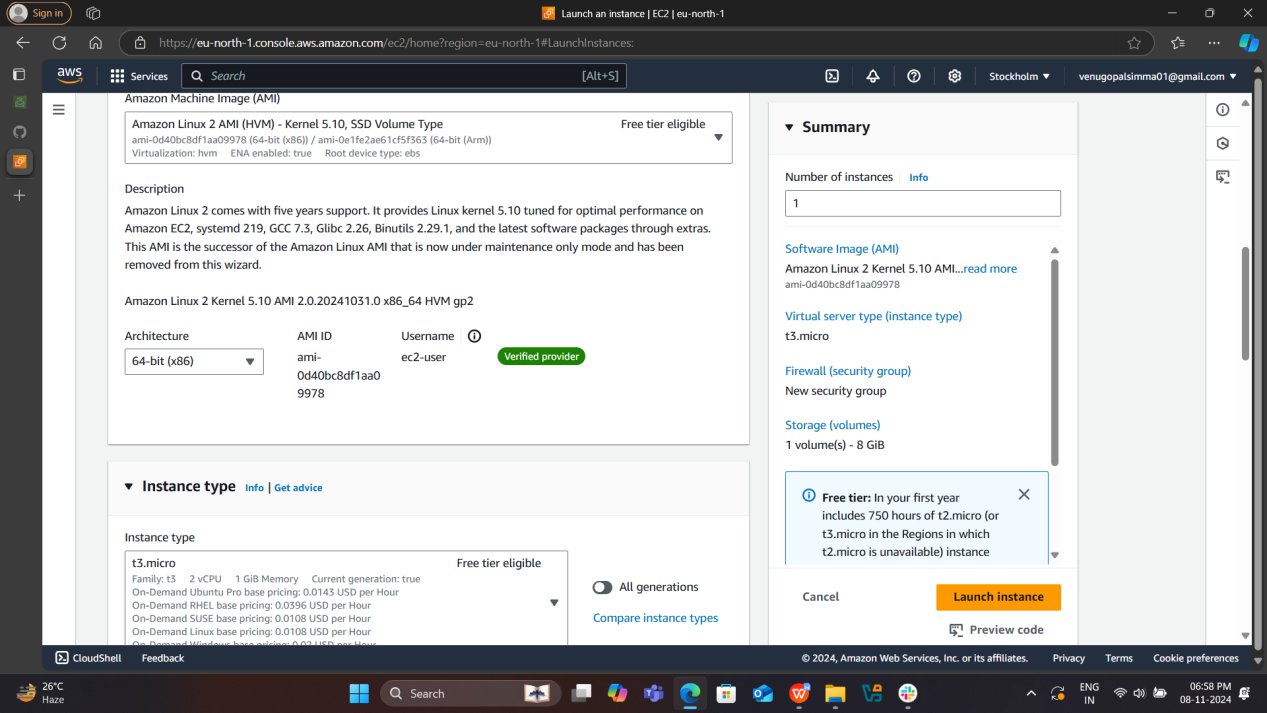 Sign in
Launch an instance | EC2 | eu-north-1
https://eu-north-1.console.aws.amazon.com/ec2/home?region=eu-north-1#LaunchInstances:
aws
Services
Search
[Alt+S]
Stockholm
venugopalsimma01@gmail.com
Amazon Machine Image (AMI)
Amazon Linux 2 AMI (HVM) - Kernel 5.10, SSD Volume Type
Free tier eligible
ami-0d40bc8df1aa09978 (64-bit (x86)) / ami-0e1fe2ae61cf5f363 (64-bit (Arm))
Virtualization: hvm ENA enabled: true Root device type: ebs
Description
Amazon Linux 2 comes with five years support. It provides Linux kernel 5.10 tuned for optimal performance on
Amazon EC2, systemd 219, GCC 7.3, Glibc 2.26, Binutils 2.29.1, and the latest software packages through extras.
This AMI is the successor of the Amazon Linux AMI that is now under maintenance only mode and has been
removed from this wizard.
Amazon Linux 2 Kernel 5.10 AMI 2.0.20241031.0 x86_64 HVM gp2
Architecture
64-bit (x86)
AMI ID
ami-
0d40bc8df1aa0
9978
Username
ec2-user
Verified provider
Instance type Info | Get advice
Instance type
t3.micro
Free tier eligible
Family: t3 2 vCPU 1 GiB Memory Current generation: true
On-Demand Ubuntu Pro base pricing: 0.0143 USD per Hour
On-Demand RHEL base pricing: 0.0396 USD per Hour
On-Demand SUSE base pricing: 0.0108 USD per Hour
On-Demand Linux base pricing: 0.0108 USD per Hour
On-Demand Windows base pricing: 0.02 USD per Hour
All generations
Compare instance types
Summary
Number of instances Info
1
Software Image (AMI)
Amazon Linux 2 Kernel 5.10 AMI...read more
ami-0d40bc8df1aa09978
Virtual server type (instance type)
t3.micro
Firewall (security group)
New security group
Storage (volumes)
1 volume(s) - 8 GiB
Free tier: In your first year
includes 750 hours of t2.micro (or
t3.micro in the Regions in which
t2.micro is unavailable) instance
Cancel
Launch instance
Preview code
CloudShell
Feedback
© 2024, Amazon Web Services, Inc. or its affiliates.
Privacy
Terms
Cookie preferences
26°C
Haze
Search
ENG
IN
06:58 PM
08-11-2024